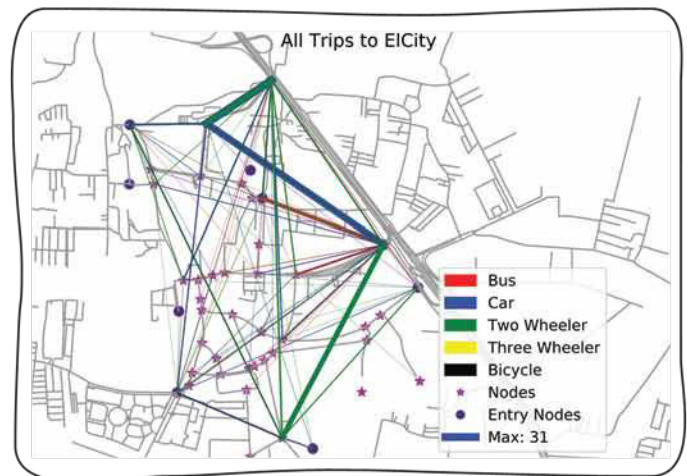 All Trips to ElCity
Bus
Car
Two Wheeler
Three Wheeler
Bicycle
Nodes
Entry Nodes
Max: 31